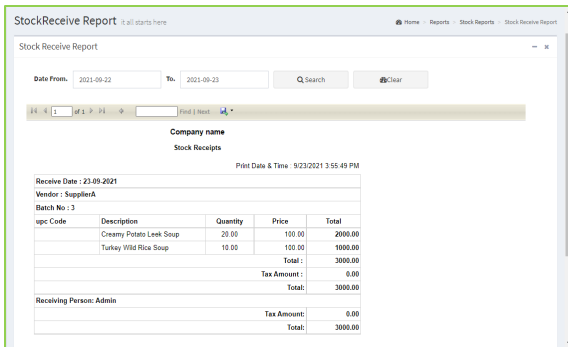 StockReceive Report It all starts here
Home > Reports > Stock Reports > Stock Receive Report
Stock Receive Report
Date From. 2021-09-22 To. 2021-09-23 Search Clear
1 of 1 Find | Next
Company name
Stock Receipts
Print Date & Time : 9/23/2021 3:55:49 PM
Receive Date : 23-09-2021
Vendor : SupplierA
Batch No : 3
upc Code Description Quantity Price Total
Creamy Potato Leek Soup 20.00 100.00 2000.00
Turkey Wild Rice Soup 10.00 100.00 1000.00
Total : 3000.00
Tax Amount : 0.00
Total: 3000.00
Receiving Person: Admin
Tax Amount: 0.00
Total: 3000.00